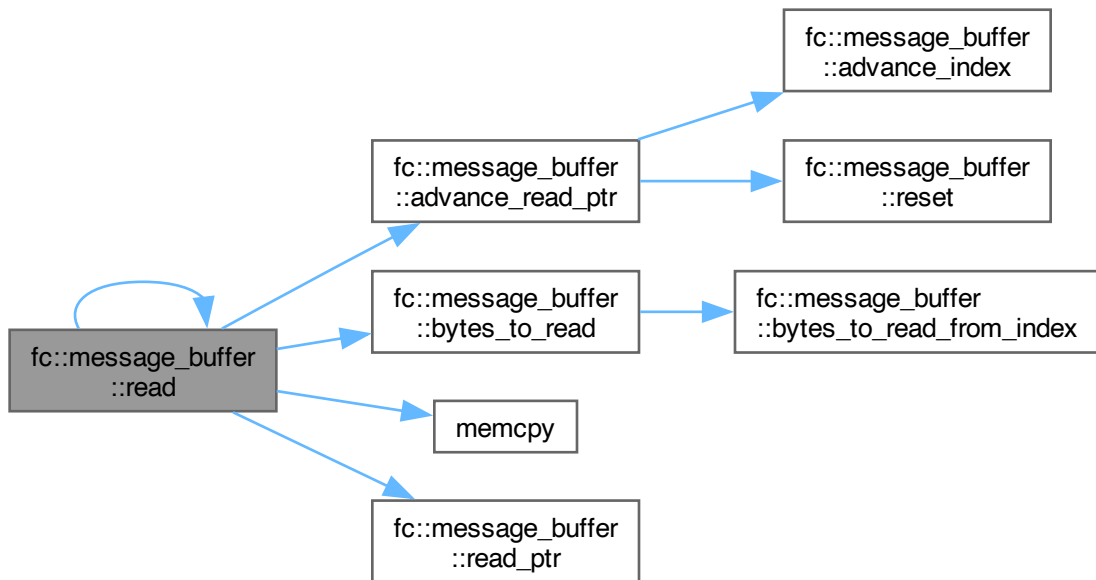 fc::message_buffer
::advance_index
fc::message_buffer
::advance_read_ptr
fc::message_buffer
::reset
fc::message_buffer
::bytes_to_read
fc::message_buffer
::bytes_to_read_from_index
fc::message_buffer
::read
memcpy
fc::message_buffer
::read_ptr